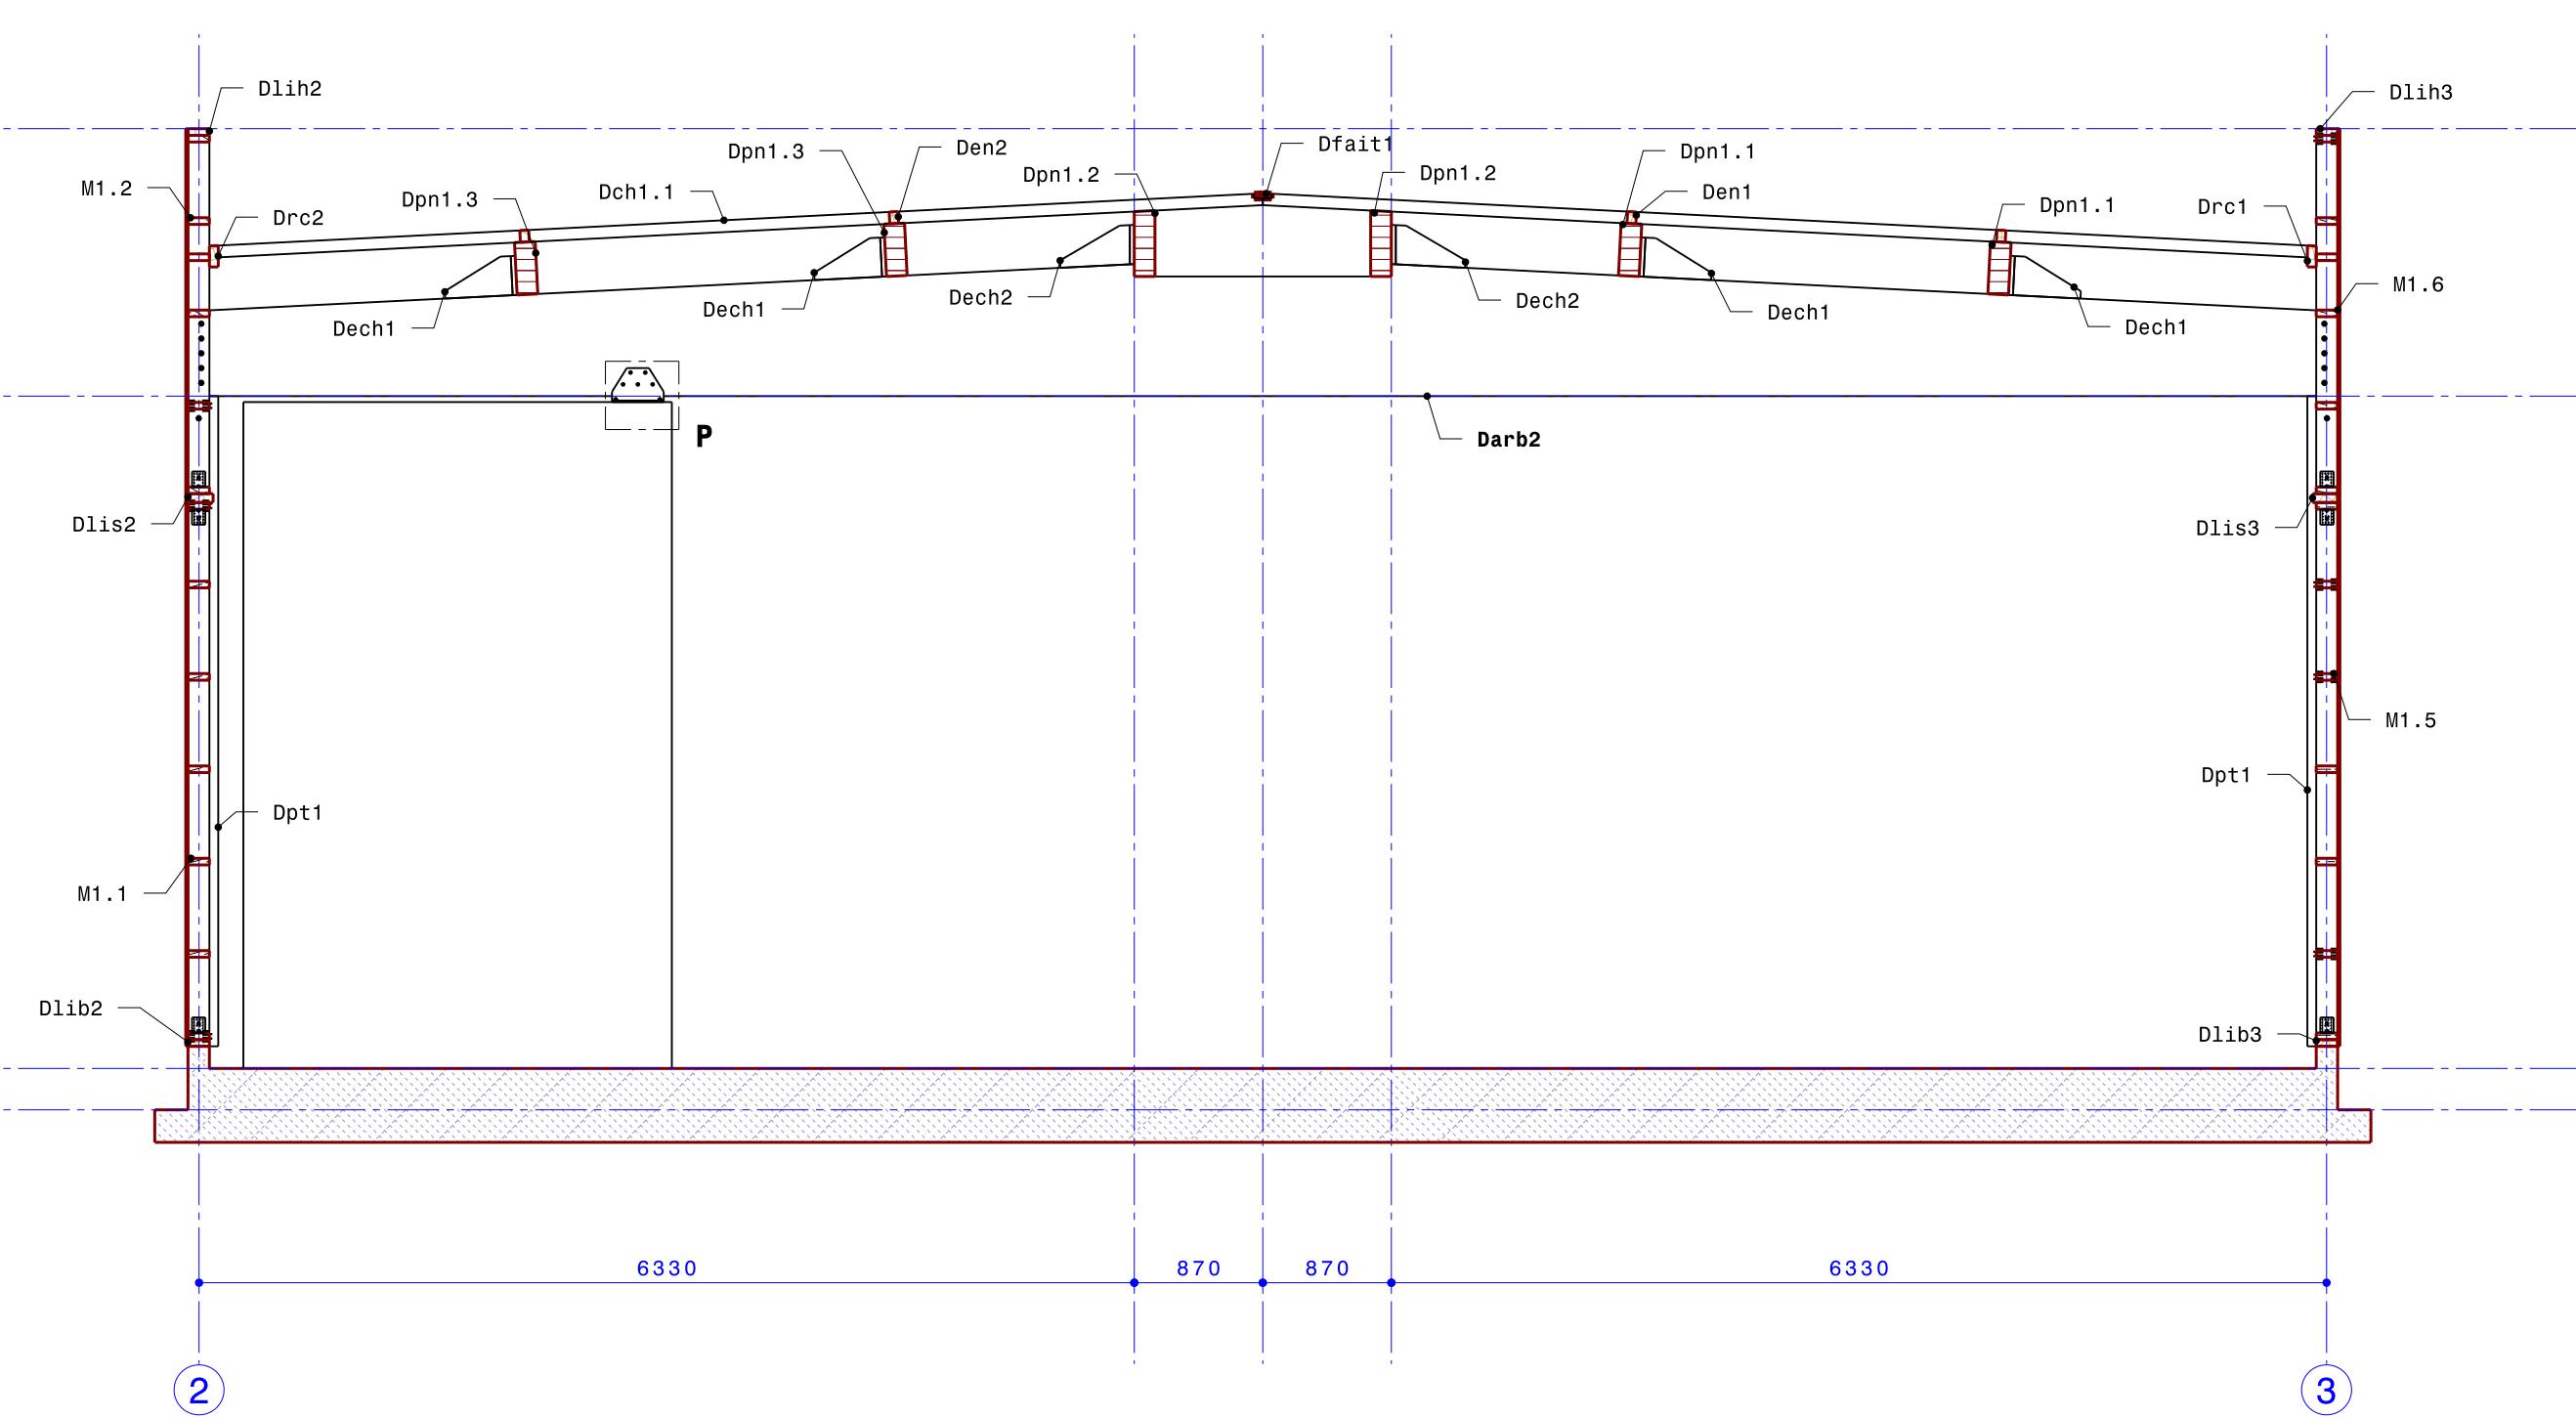 Dlih2
Dlih3
Dfait1
Den2
Dpn1.3
Dpn1.1
Dpn1.2
Dpn1.2
M1.2
Dch1.1
Den1
Dpn1.3
Dpn1.1
Drc1
Drc2
M1.6
Dech2
Dech2
Dech1
Dech1
Dech1
Dech1
P
Darb2
Dlis2
Dlis3
M1.5
Dpt1
Dpt1
M1.1
Dlib2
Dlib3
6330
870
870
6330
2
3